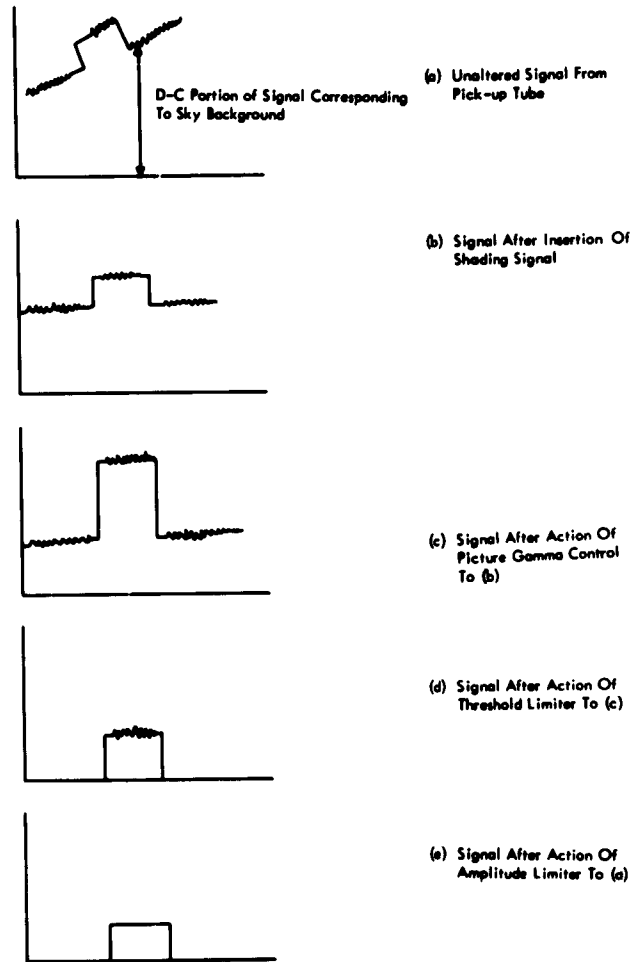 (a) Unaltered Signal From
Pick-up Tube
D-C Portion of Signal Corresponding
To Sky Background
(b) Signal After Insertion Of
Shading Signal
(c) Signal After Action Of
Picture Gamma Control
To (b)
(d) Signal After Action Of
Threshold Limiter To (c)
(e) Signal After Action Of
Amplitude Limiter To (a)